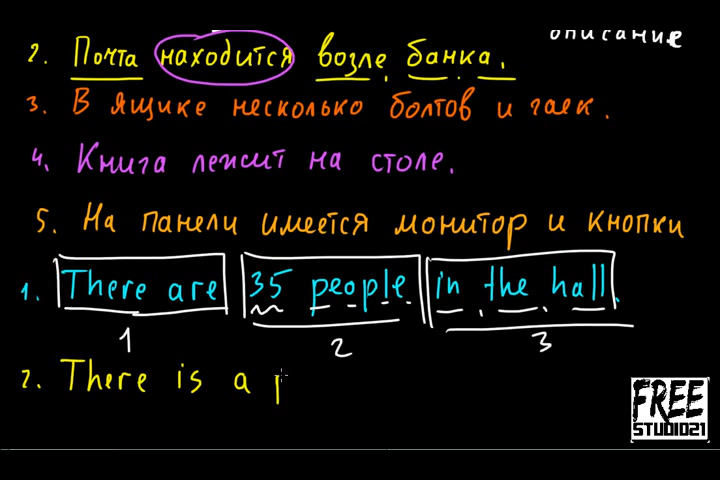 описание
2. Почта находится возле банка.
3. В ящике несколько болтов и гаек.
4. Книга лежит на столе.
5. На панели имеется монитор и кнопки
1. There are 35 people in the hall.
1 2 3
2. There is a p
FREE
STUDIO21